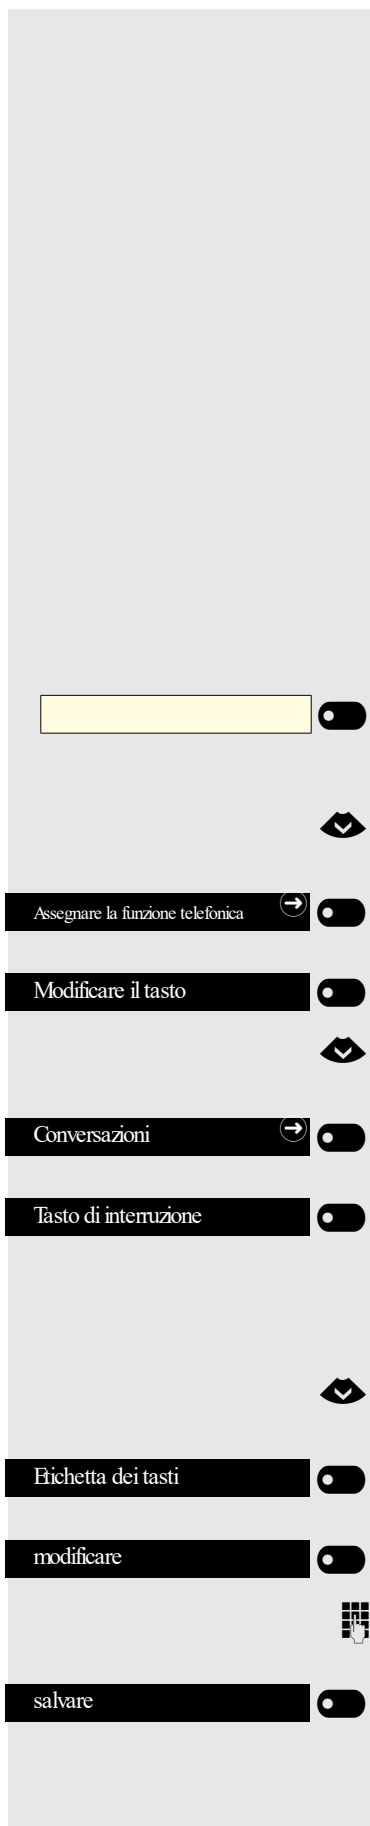 Assegnare la funzione telefonica
Modificare il tasto
Conversazioni
Tasto di interruzione
Etichetta dei tasti
modificare
salvare